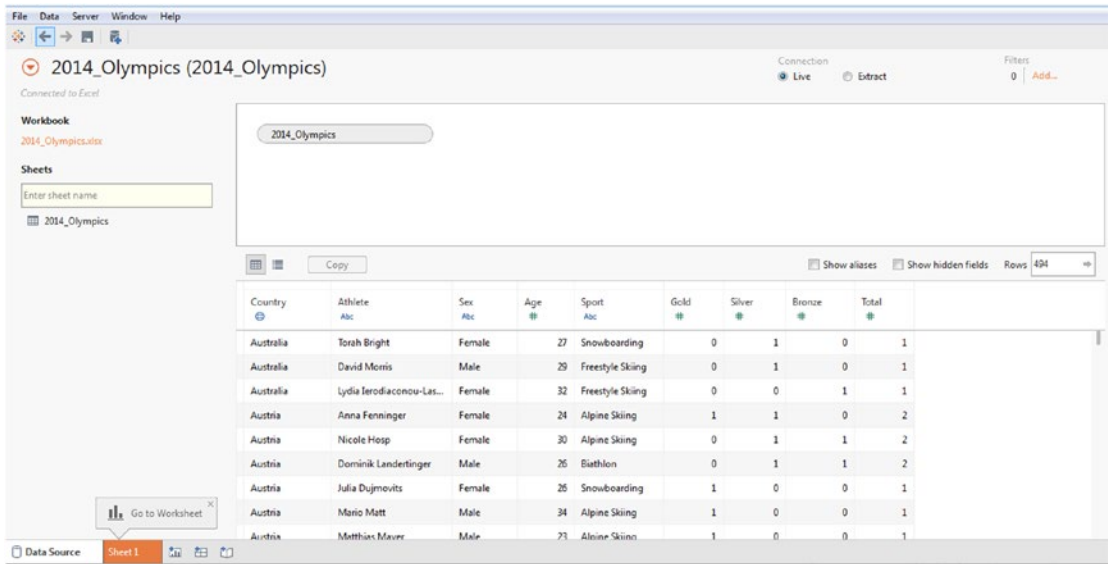 File Data Server Window Help
2014_Olympics (2014_Olympics)
Connection
Live Extract
Filters
0 Add...
Connected to Excel
Workbook
2014_Olympics.xlsx
Sheets
Enter sheet name
2014_Olympics
2014_Olympics
Copy
Show aliases Show hidden fields Rows 494
Country Athlete Sex Age Sport Gold Silver Bronze Total
Abc Abc # Abc # # # #
Australia Torah Bright Female 27 Snowboarding 0 1 0 1
Australia David Morris Male 29 Freestyle Skiing 0 1 0 1
Australia Lydia Ierodiaconou-Las... Female 32 Freestyle Skiing 0 0 1 1
Austria Anna Fenninger Female 24 Alpine Skiing 1 1 0 2
Austria Nicole Hosp Female 30 Alpine Skiing 0 1 1 2
Austria Dominik Landertinger Male 26 Biathlon 0 1 1 2
Austria Julia Dujmovits Female 26 Snowboarding 1 0 0 1
Austria Mario Matt Male 34 Alpine Skiing 1 0 0 1
Austria Matthias Mayer Male 23 Alpine Skiing 1 0 0 1
Go to Worksheet
Data Source Sheet 1